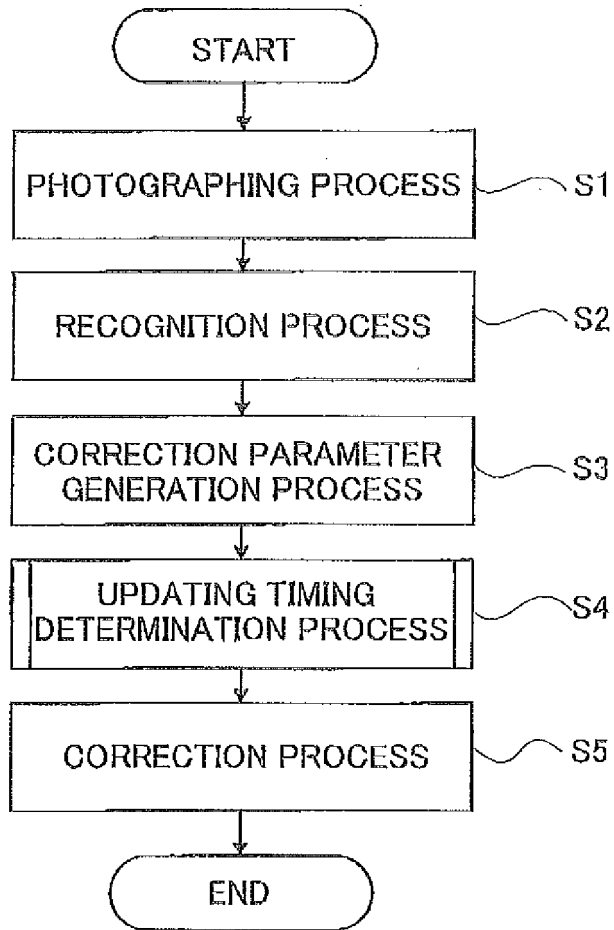 START
PHOTOGRAPHING PROCESS
S1
RECOGNITION PROCESS
S2
CORRECTION PARAMETER
GENERATION PROCESS
S3
UPDATING TIMING
DETERMINATION PROCESS
S4
CORRECTION PROCESS
S5
END